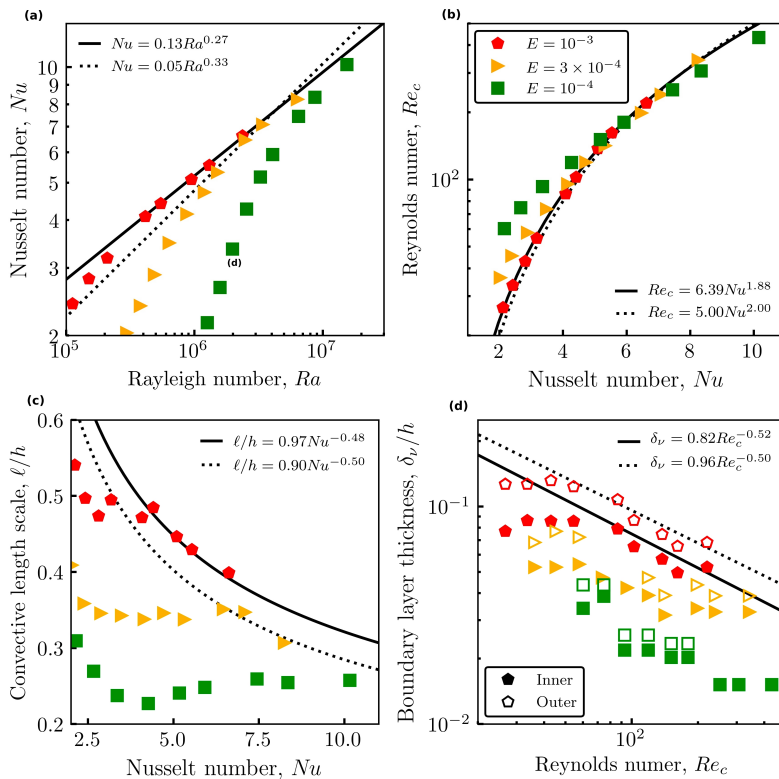 (a)
Nu = 0.13Ra^0.27
Nu = 0.05Ra^0.33
10
9
8
7
6
5
4
3
2
Nusselt number, Nu
10^5
10^6
10^7
Rayleigh number, Ra
(d)
(b)
E = 10^−3
E = 3 × 10^−4
E = 10^−4
10^2
Reynolds numer, Re_c
Re_c = 6.39Nu^1.88
Re_c = 5.00Nu^2.00
2
4
6
8
10
Nusselt number, Nu
(c)
ℓ/h = 0.97Nu^−0.48
ℓ/h = 0.90Nu^−0.50
0.6
0.5
0.4
0.3
0.2
Convective length scale, ℓ/h
2.5
5.0
7.5
10.0
Nusselt number, Nu
(d)
δ_ν = 0.82Re_c^−0.52
δ_ν = 0.96Re_c^−0.50
10^−1
10^−2
Boundary layer thickness, δ_ν/h
Inner
Outer
10^2
Reynolds numer, Re_c